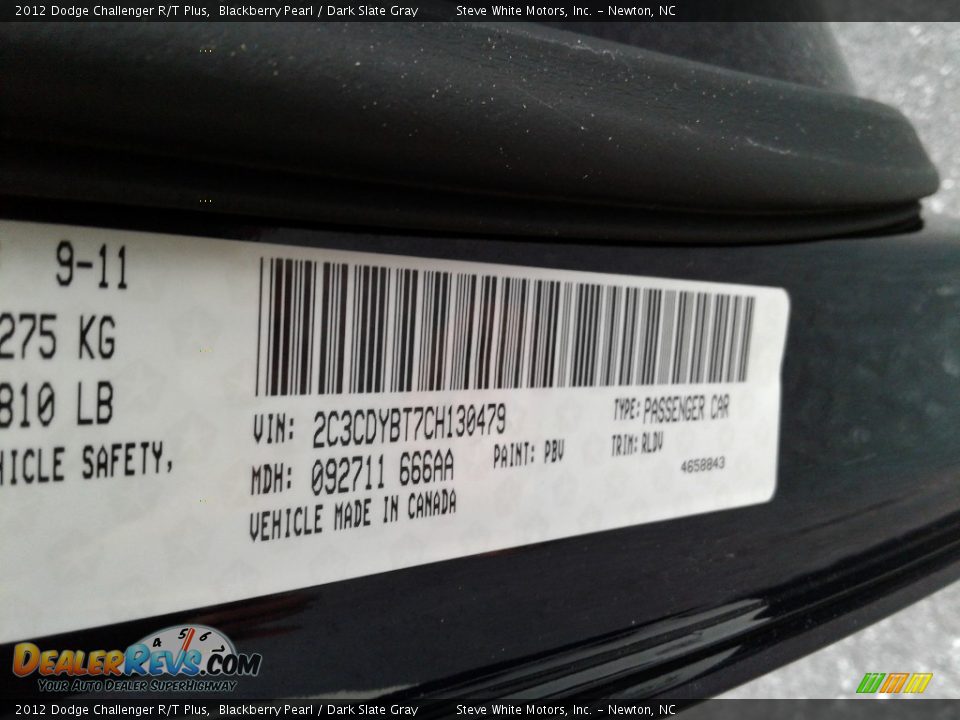 2012 Dodge Challenger R/T Plus, Blackberry Pearl / Dark Slate Gray Steve White Motors, Inc. - Newton, NC
9-11
275 KG
810 LB
HICLE SAFETY,
VIN: 2C3CDYBT7CH130479
TYPE: PASSENGER CAR
MDH: 092711 666AA
PAINT: PBV
TRIM: RLDV
4658843
VEHICLE MADE IN CANADA
4 5 6
DEALERREVS.COM
YOUR AUTO DEALER SUPERHIGHWAY
2012 Dodge Challenger R/T Plus, Blackberry Pearl / Dark Slate Gray Steve White Motors, Inc. - Newton, NC